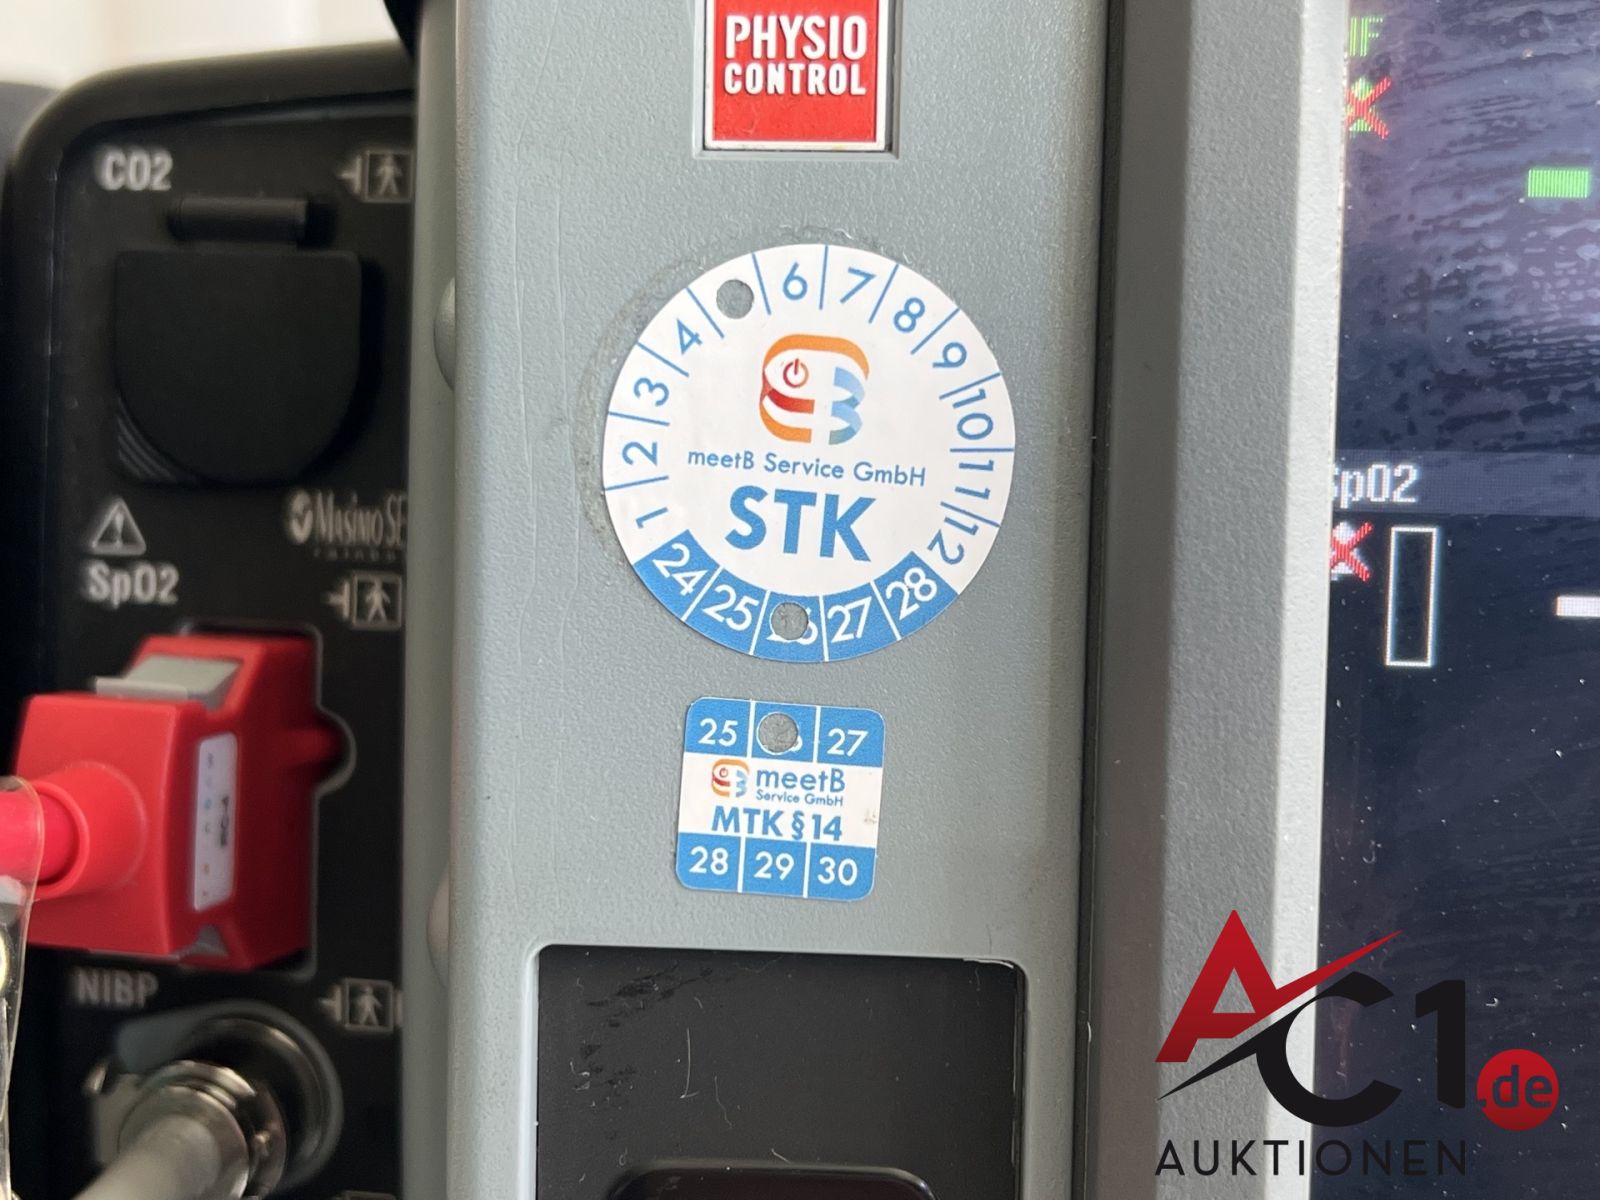 PHYSIO
CONTROL
CO2
SpO2
NIBP
4 6 7 8 9 10 11 12
3
2
1
meetB Service GmbH
STK
24 25 27 28
25 27
meetB
Service GmbH
MTK § 14
28 29 30
SpO2
AC1.de
AUKTIONEN